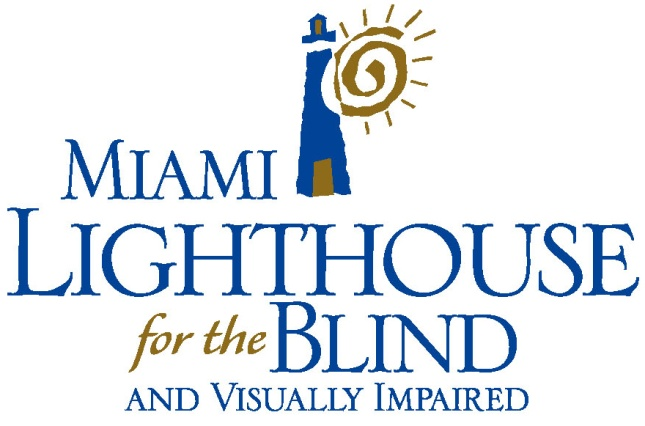 MIAMI
LIGHTHOUSE
for the BLIND
AND VISUALLY IMPAIRED